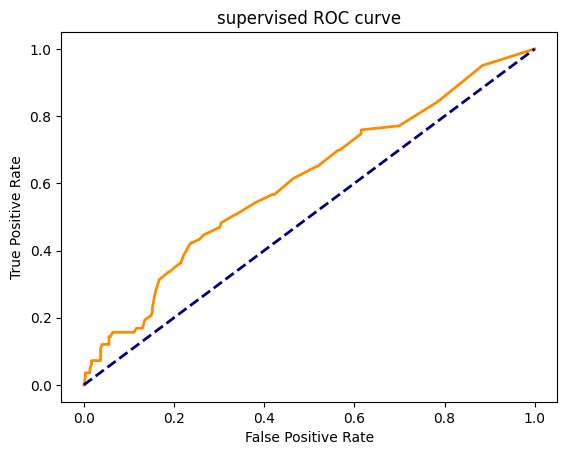 supervised ROC curve
True Positive Rate
1.0
0.8
0.6
0.4
0.2
0.0
0.0 0.2 0.4 0.6 0.8 1.0
False Positive Rate